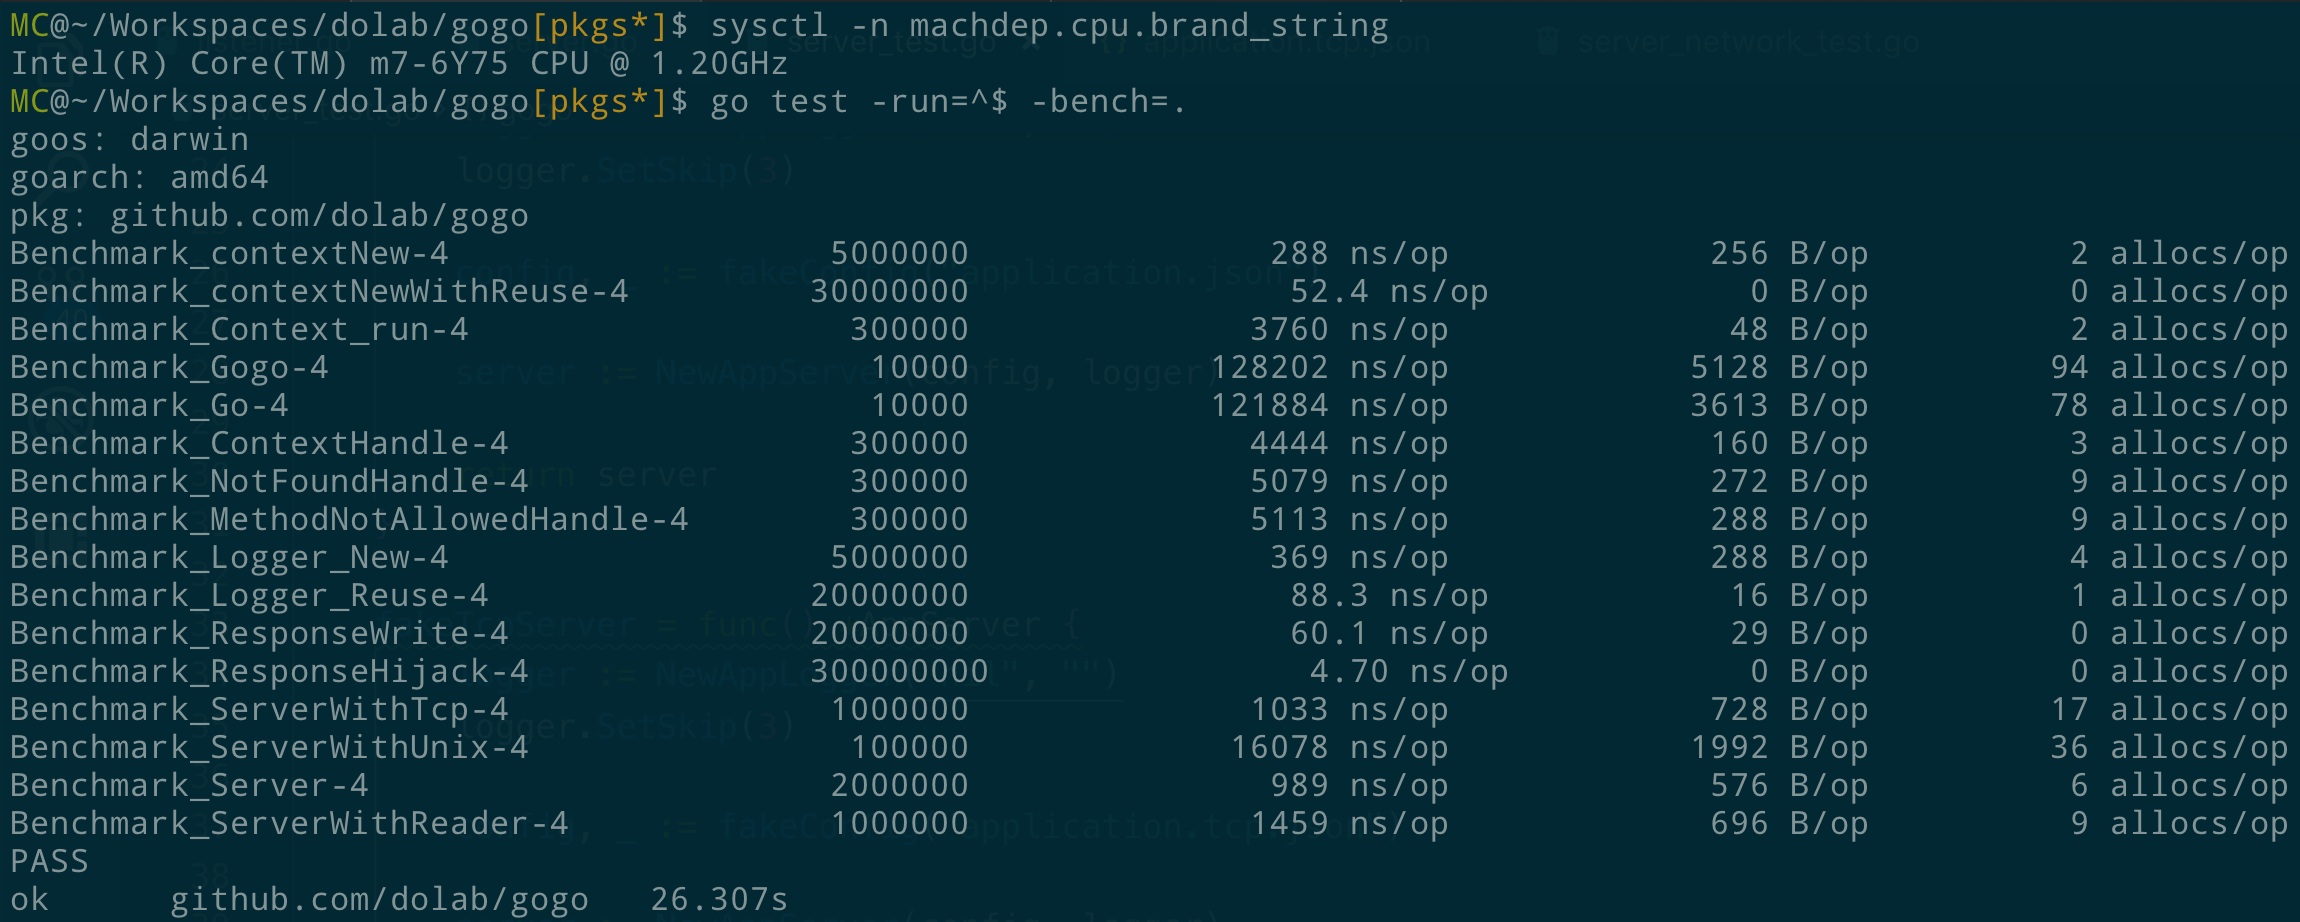 MC@~/Workspaces/dolab/gogo[pkgs*]$ sysctl -n machdep.cpu.brand_string
Intel(R) Core(TM) m7-6Y75 CPU @ 1.20GHz
MC@~/Workspaces/dolab/gogo[pkgs*]$ go test -run=^$ -bench=.
goos: darwin
goarch: amd64
pkg: github.com/dolab/gogo
Benchmark_contextNew-4 5000000 288 ns/op 256 B/op 2 allocs/op
Benchmark_contextNewWithReuse-4 30000000 52.4 ns/op 0 B/op 0 allocs/op
Benchmark_Context_run-4 300000 3760 ns/op 48 B/op 2 allocs/op
Benchmark_Gogo-4 10000 128202 ns/op 5128 B/op 94 allocs/op
Benchmark_Go-4 10000 121884 ns/op 3613 B/op 78 allocs/op
Benchmark_ContextHandle-4 300000 4444 ns/op 160 B/op 3 allocs/op
Benchmark_NotFoundHandle-4 300000 5079 ns/op 272 B/op 9 allocs/op
Benchmark_MethodNotAllowedHandle-4 300000 5113 ns/op 288 B/op 9 allocs/op
Benchmark_Logger_New-4 5000000 369 ns/op 288 B/op 4 allocs/op
Benchmark_Logger_Reuse-4 20000000 88.3 ns/op 16 B/op 1 allocs/op
Benchmark_ResponseWrite-4 20000000 60.1 ns/op 29 B/op 0 allocs/op
Benchmark_ResponseHijack-4 300000000 4.70 ns/op 0 B/op 0 allocs/op
Benchmark_ServerWithTcp-4 1000000 1033 ns/op 728 B/op 17 allocs/op
Benchmark_ServerWithUnix-4 100000 16078 ns/op 1992 B/op 36 allocs/op
Benchmark_Server-4 2000000 989 ns/op 576 B/op 6 allocs/op
Benchmark_ServerWithReader-4 1000000 1459 ns/op 696 B/op 9 allocs/op
PASS
ok github.com/dolab/gogo 26.307s